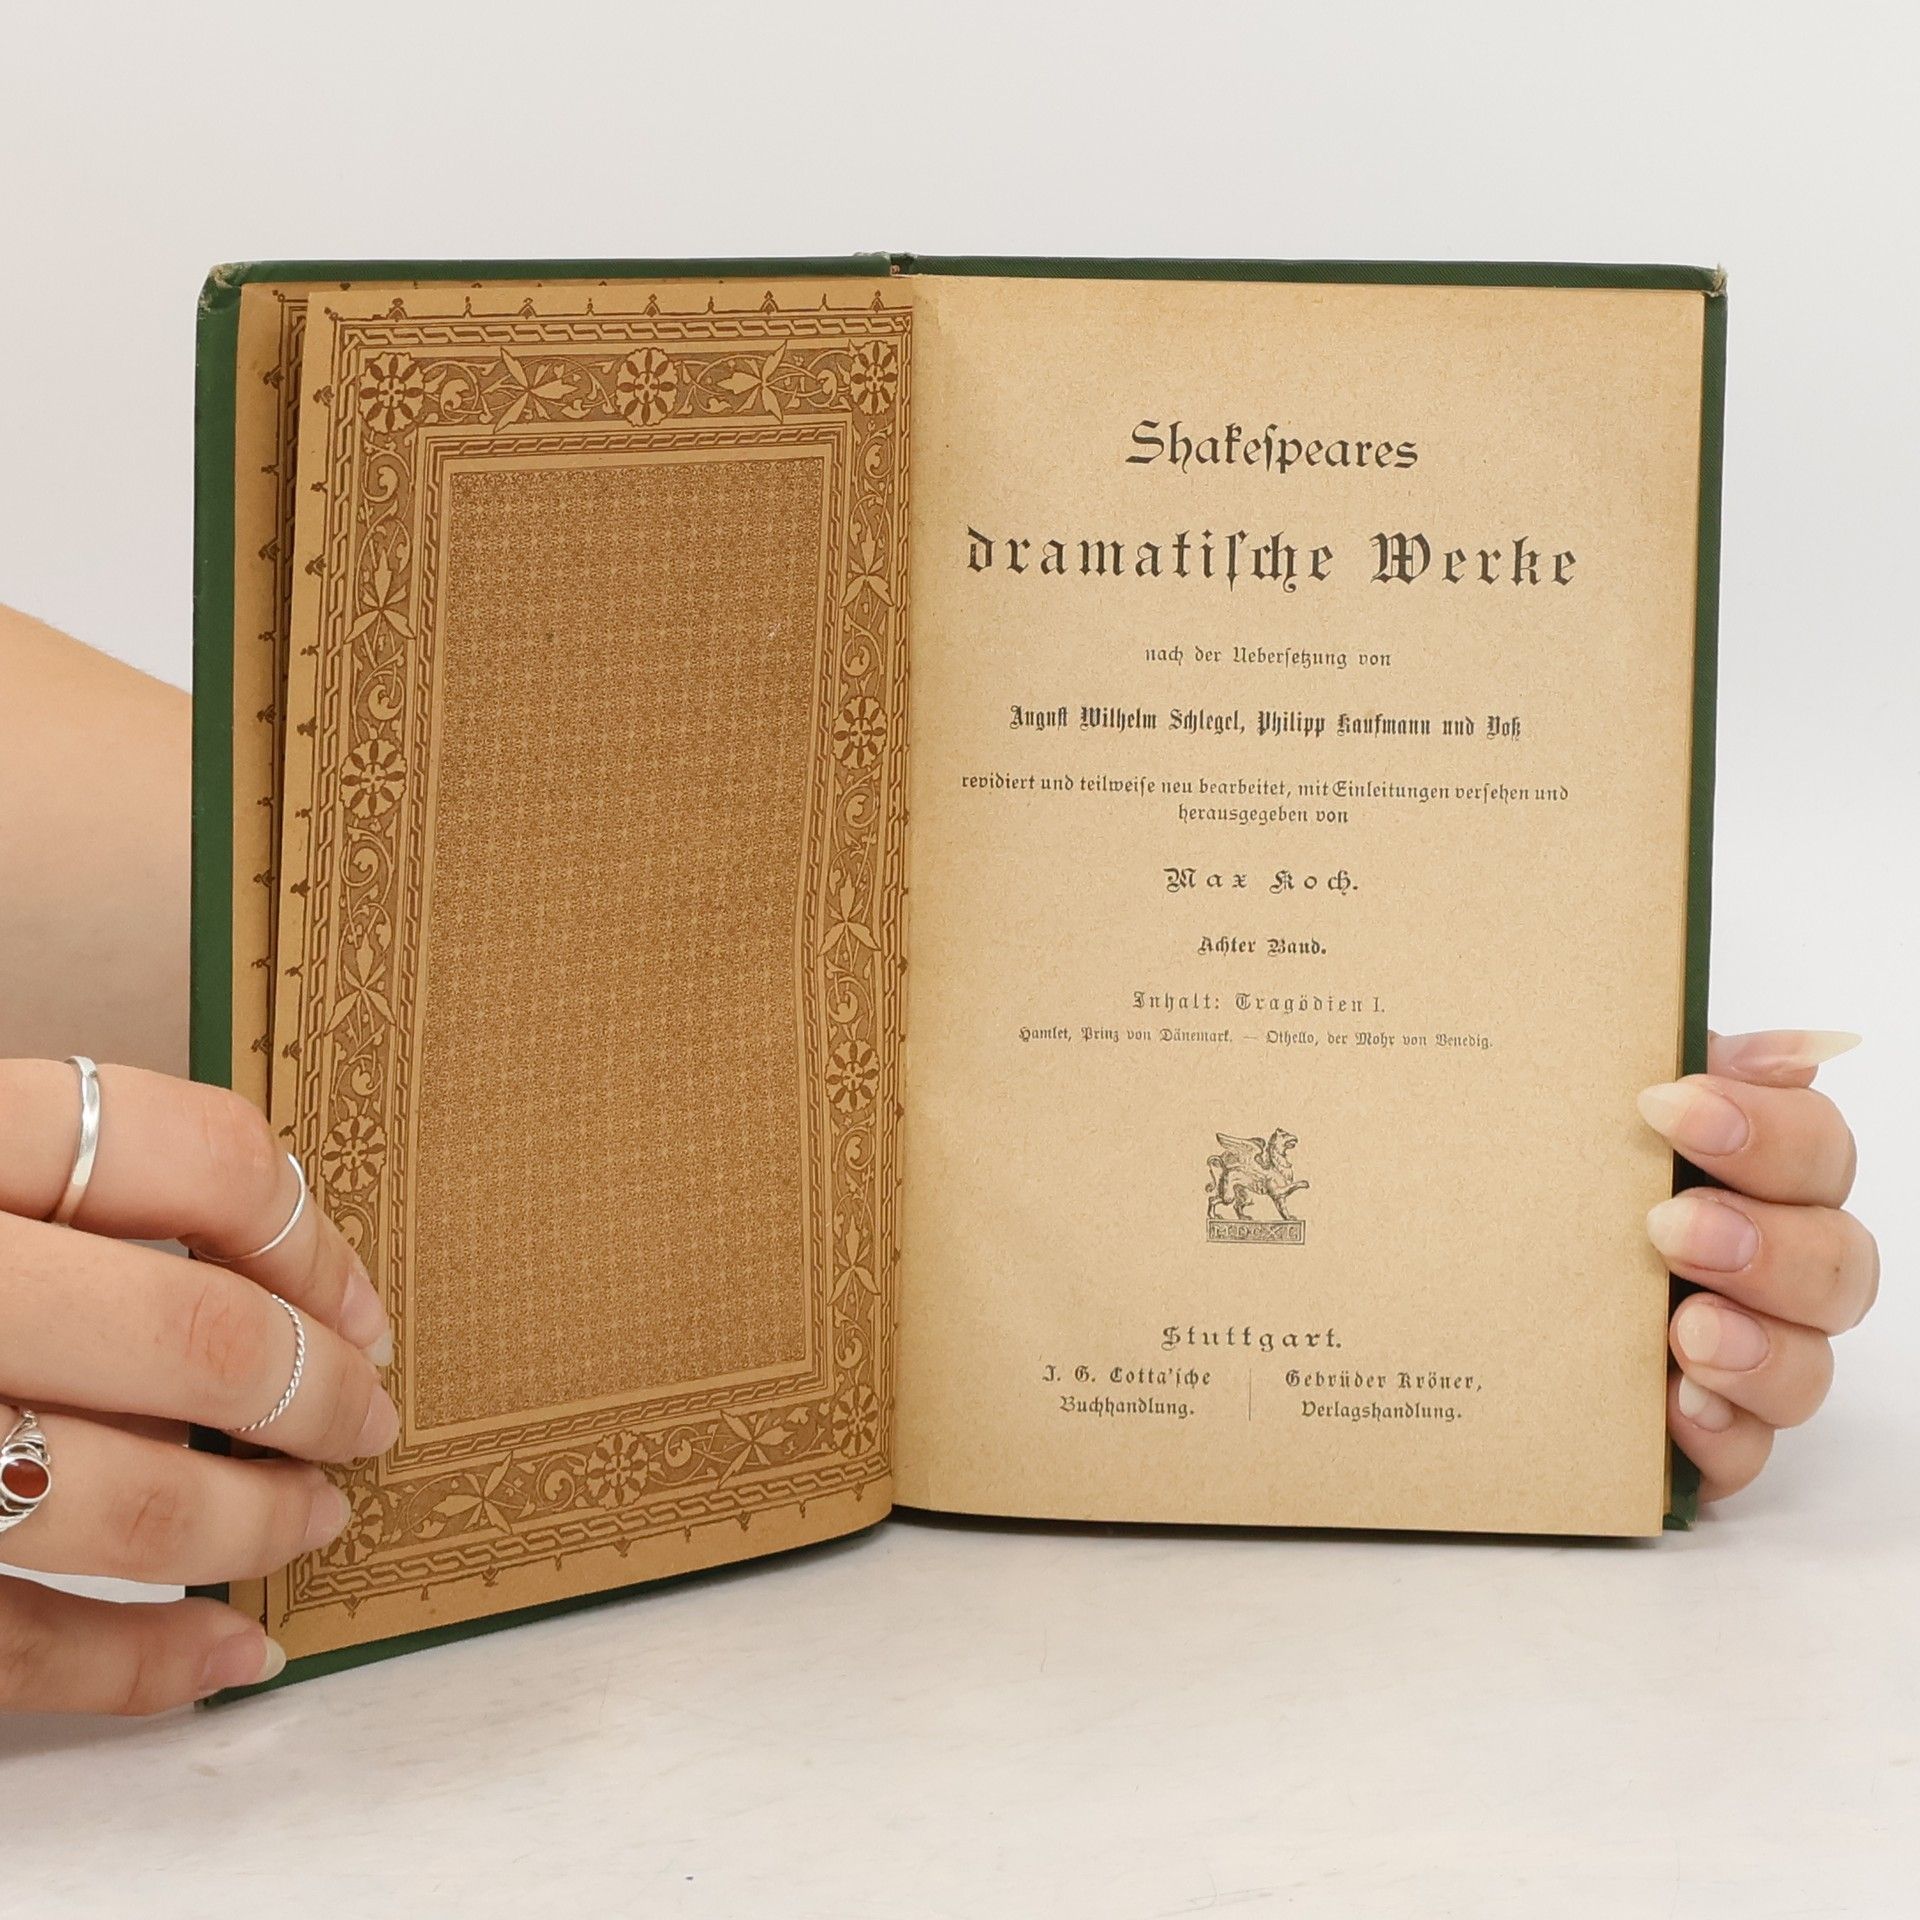 Shakeſpeares
dramatiſche Werke
nach der Ueberſetzung von
Auguſt Wilhelm Schlegel, Philipp Kaufmann und Voß
revidiert und teilweiſe neu bearbeitet, mit Einleitungen verſehen und
herausgegeben von
Max Koch.
Achter Band.
Inhalt: Tragödien I.
Hamlet, Prinz von Dänemark. — Othello, der Mohr von Venedig.
MDCXL
Stuttgart.
J. G. Cotta'ſche
Buchhandlung.
Gebrüder Kröner,
Verlagshandlung.